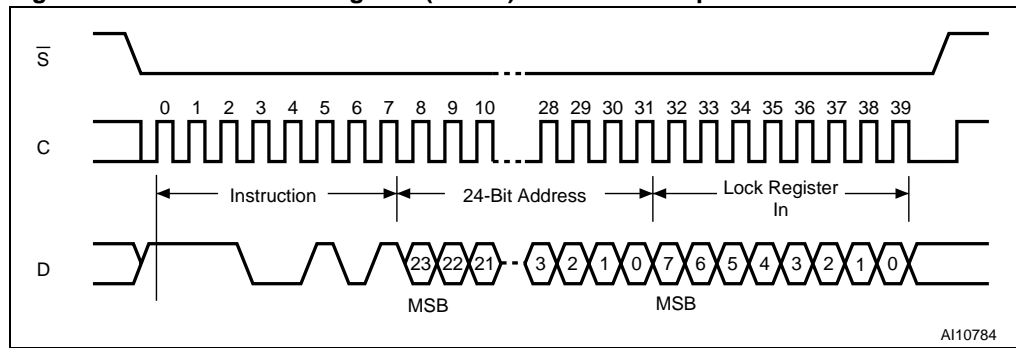 S
0 1 2 3 4 5 6 7 8 9 10 28 29 30 31 32 33 34 35 36 37 38 39
C
Instruction 24-Bit Address Lock Register
In
D 23 22 21 3 2 1 0 7 6 5 4 3 2 1 0
MSB MSB
AI10784